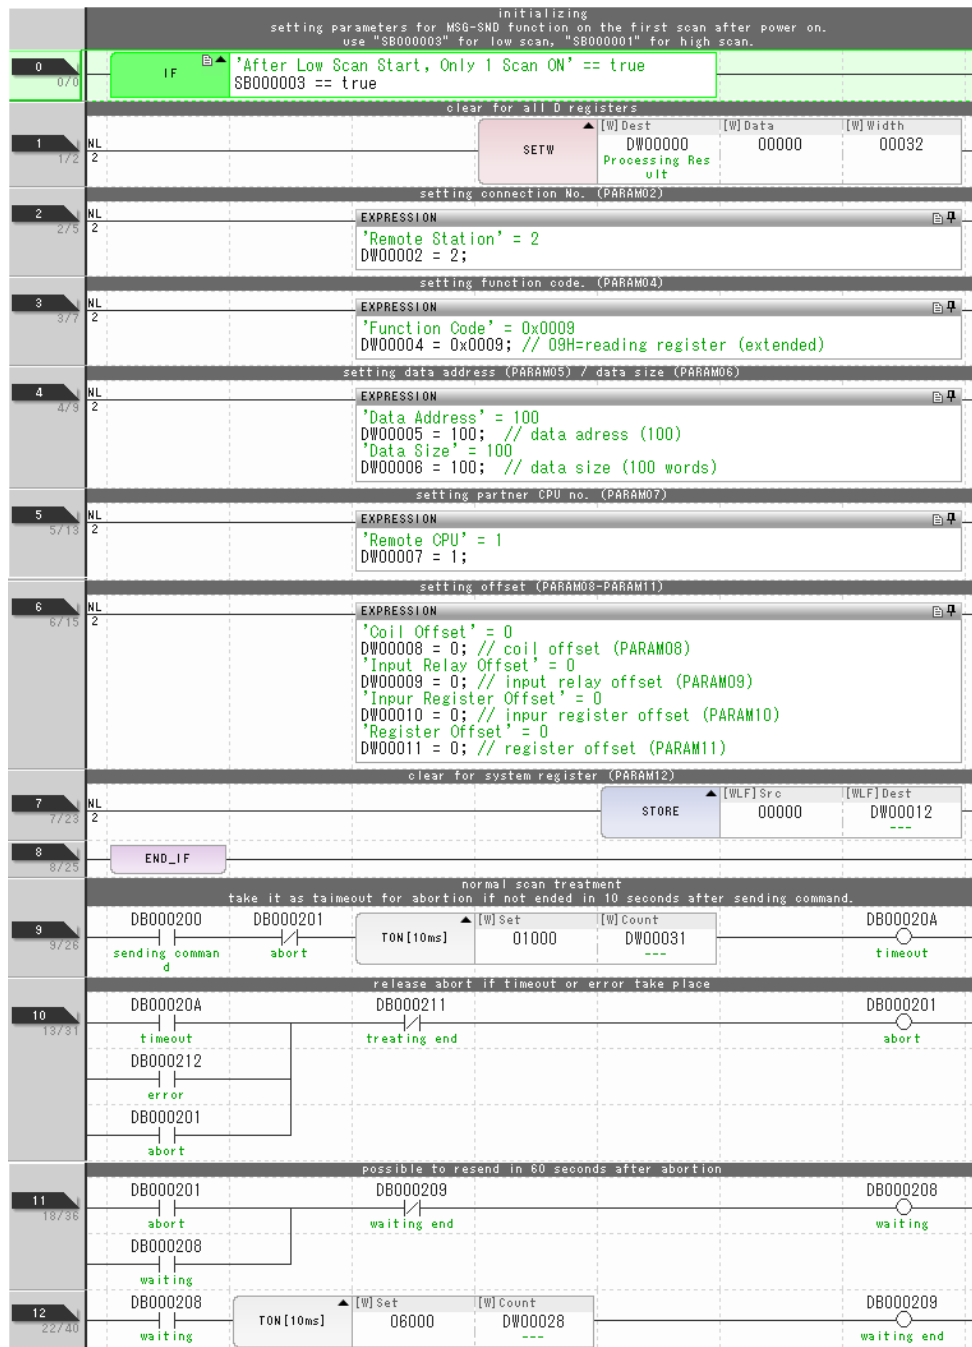 initializing
setting parameters for MSG-SND function on the first scan after power on.
use "SB000003" for low scan, "SB000001" for high scan.
0
0/0
IF
'After Low Scan Start, Only 1 Scan ON' == true
SB000003 == true
clear for all D registers
1
1/2
NL
2
SETW
[W]Dest
[W]Data
[W]Width
DW00000
00000
00032
Processing Res
ult
setting connection No. (PARAM02)
2
2/5
NL
2
EXPRESSION
'Remote Station' = 2
DW00002 = 2;
setting function code. (PARAM04)
3
3/7
NL
2
EXPRESSION
'Function Code' = 0x0009
DW00004 = 0x0009; // 09H=reading register (extended)
setting data address (PARAM05) / data size (PARAM06)
4
4/9
NL
2
EXPRESSION
'Data Address' = 100
DW00005 = 100;  // data adress (100)
'Data Size' = 100
DW00006 = 100;  // data size (100 words)
setting partner CPU no. (PARAM07)
5
5/13
NL
2
EXPRESSION
'Remote CPU' = 1
DW00007 = 1;
setting offset (PARAM08-PARAM11)
6
6/15
NL
2
EXPRESSION
'Coil Offset' = 0
DW00008 = 0; // coil offset (PARAM08)
'Input Relay Offset' = 0
DW00009 = 0; // input relay offset (PARAM09)
'Inpur Register Offset' = 0
DW00010 = 0; // inpur register offset (PARAM10)
'Register Offset' = 0
DW00011 = 0; // register offset (PARAM11)
clear for system register (PARAM12)
7
7/23
NL
2
STORE
[WLF]Src
[WLF]Dest
00000
DW00012
---
8
8/25
END_IF
normal scan treatment
take it as taimeout for abortion if not ended in 10 seconds after sending command.
9
9/26
DB000200
DB000201
TON[10ms]
[W]Set
[W]Count
01000
DW00031
---
DB00020A
sending comman
d
abort
timeout
release abort if timeout or error take place
10
13/31
DB00020A
DB000211
DB000201
timeout
treating end
abort
DB000212
error
DB000201
abort
possible to resend in 60 seconds after abortion
11
18/36
DB000201
DB000209
DB000208
abort
waiting end
waiting
DB000208
waiting
12
22/40
DB000208
TON[10ms]
[W]Set
[W]Count
06000
DW00028
---
DB000209
waiting
waiting end